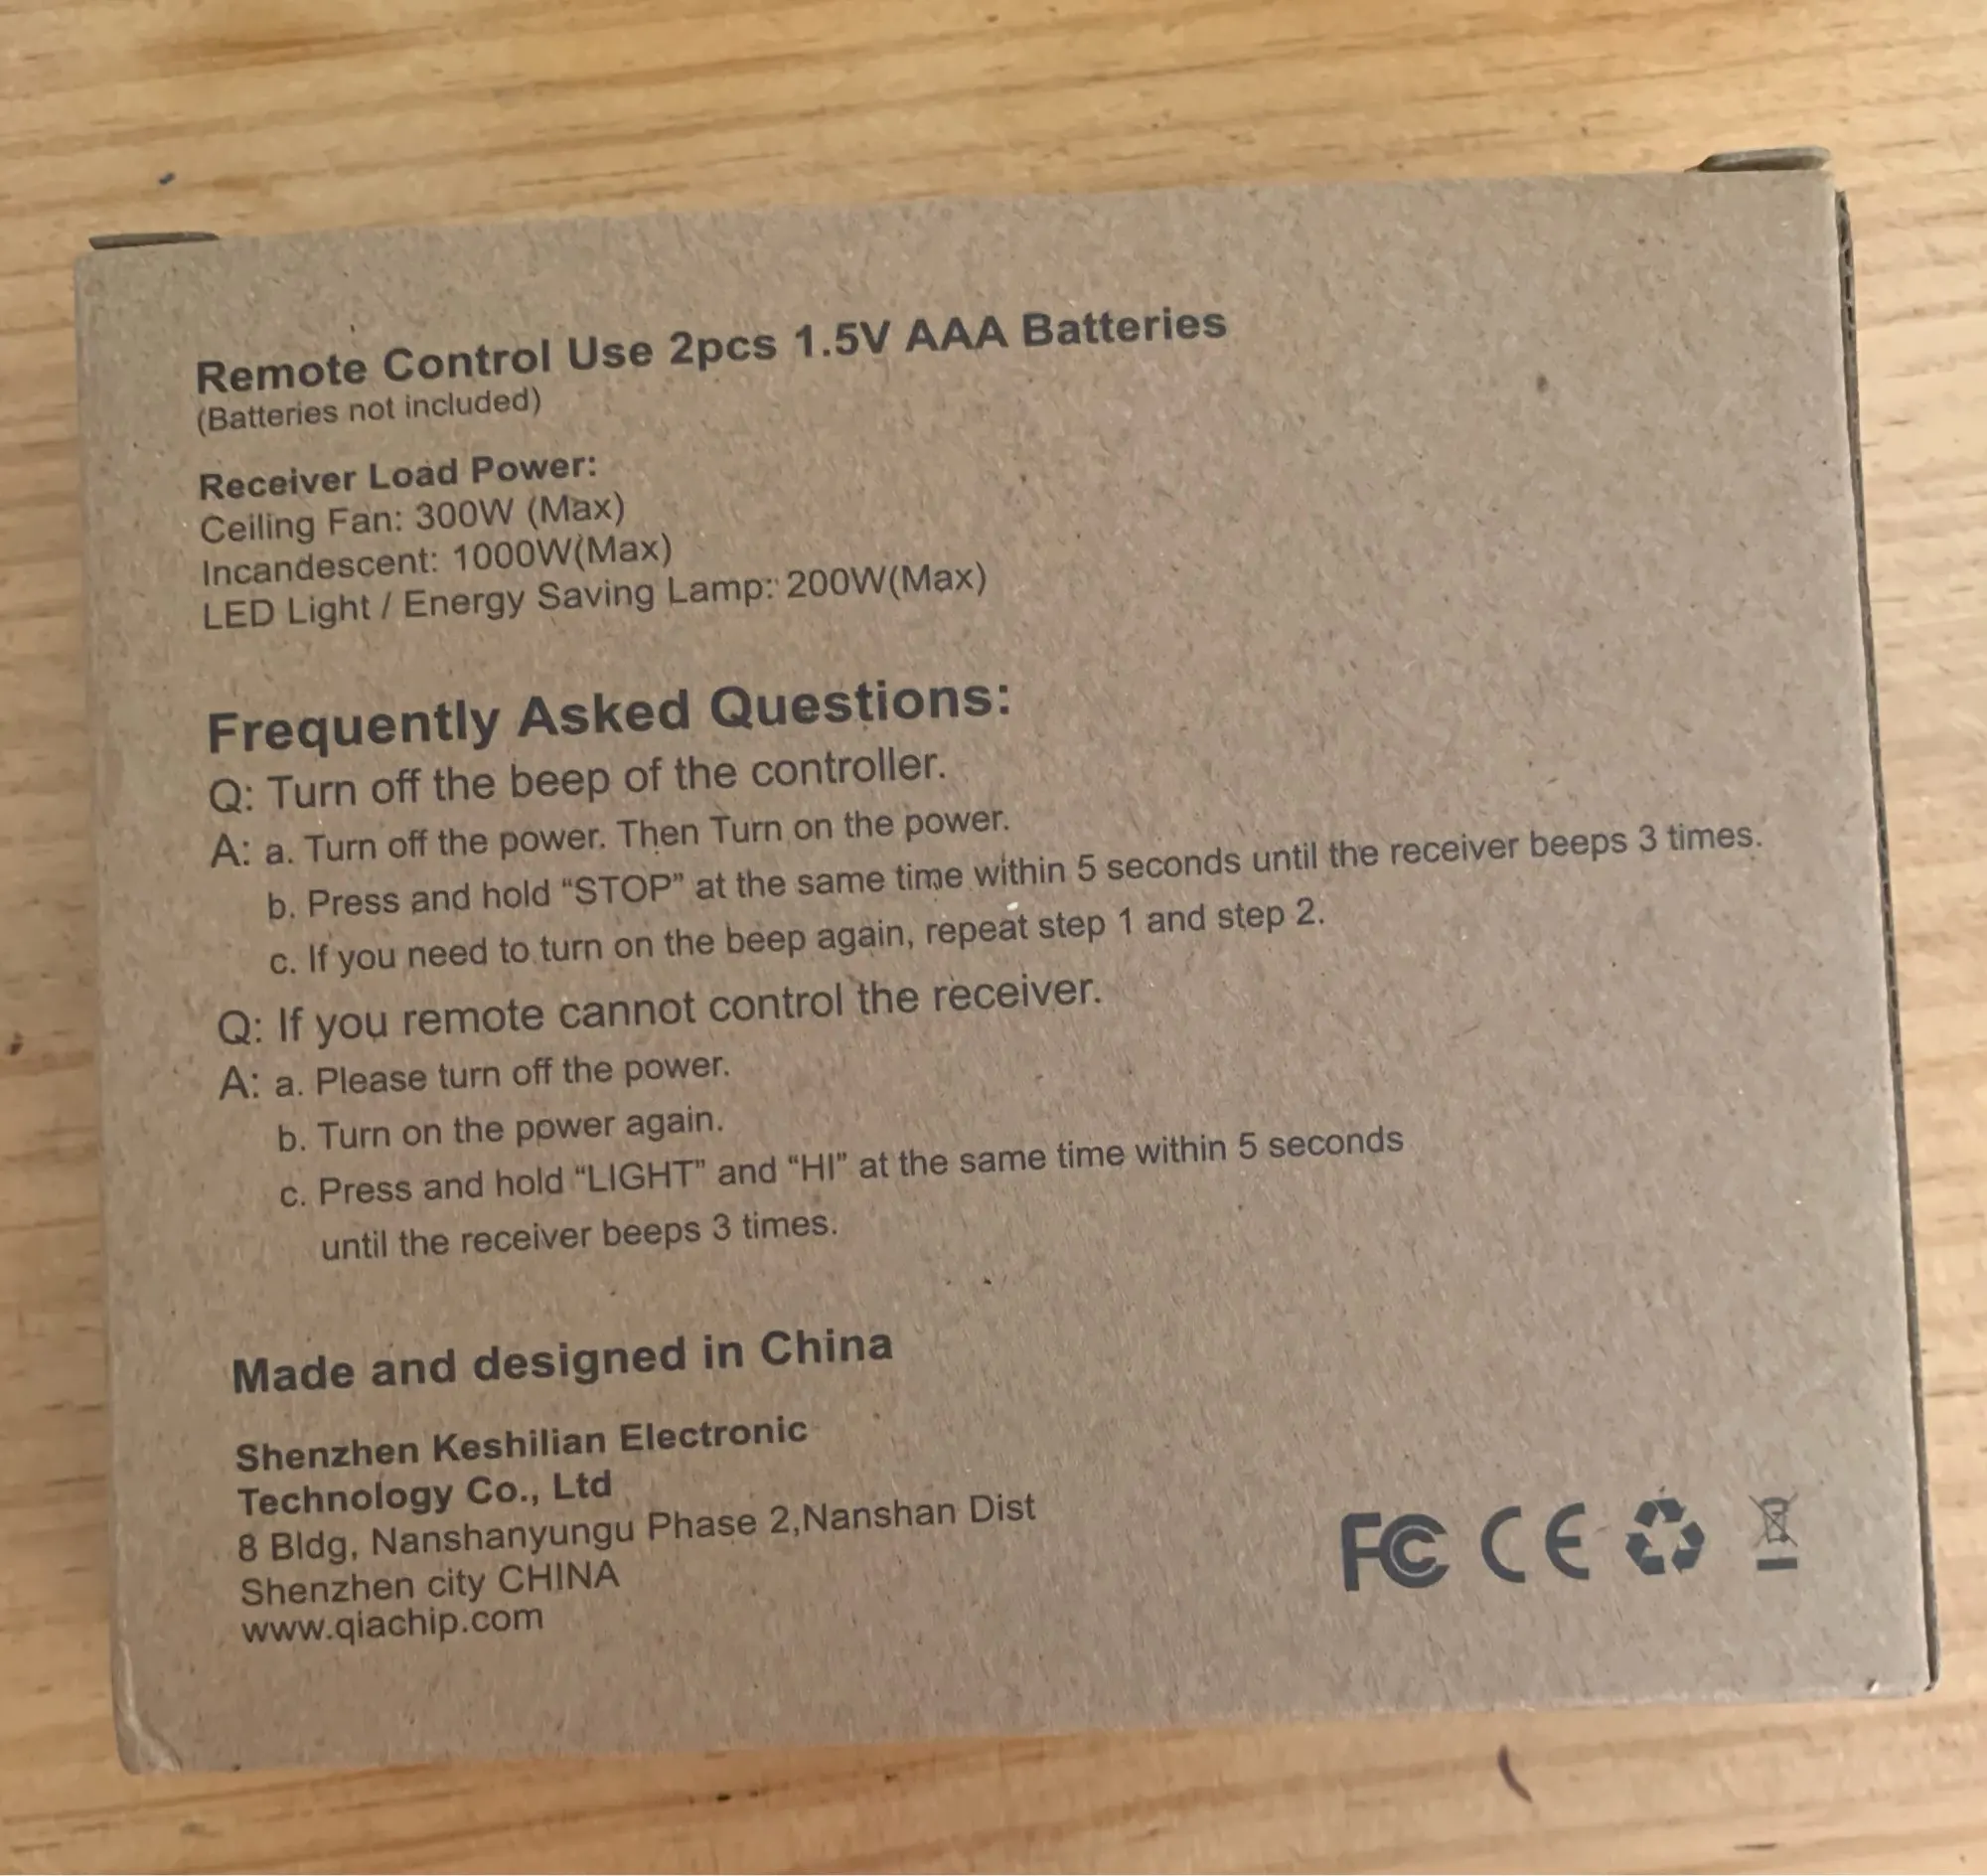 Remote Control Use 2pcs 1.5V AAA Batteries
(Batteries not included)
Receiver Load Power:
Ceiling Fan: 300W (Max)
Incandescent: 1000W(Max)
LED Light / Energy Saving Lamp: 200W(Max)
Frequently Asked Questions:
Q: Turn off the beep of the controller.
A: a. Turn off the power. Then Turn on the power.
b. Press and hold “STOP” at the same time within 5 seconds until the receiver beeps 3 times.
c. If you need to turn on the beep again, repeat step 1 and step 2.
Q: If you remote cannot control the receiver.
A: a. Please turn off the power.
b. Turn on the power again.
c. Press and hold “LIGHT” and “HI” at the same time within 5 seconds
until the receiver beeps 3 times.
Made and designed in China
Shenzhen Keshilian Electronic
Technology Co., Ltd
8 Bldg, Nanshanyungu Phase 2,Nanshan Dist
Shenzhen city CHINA
www.qiachip.com
FC CE